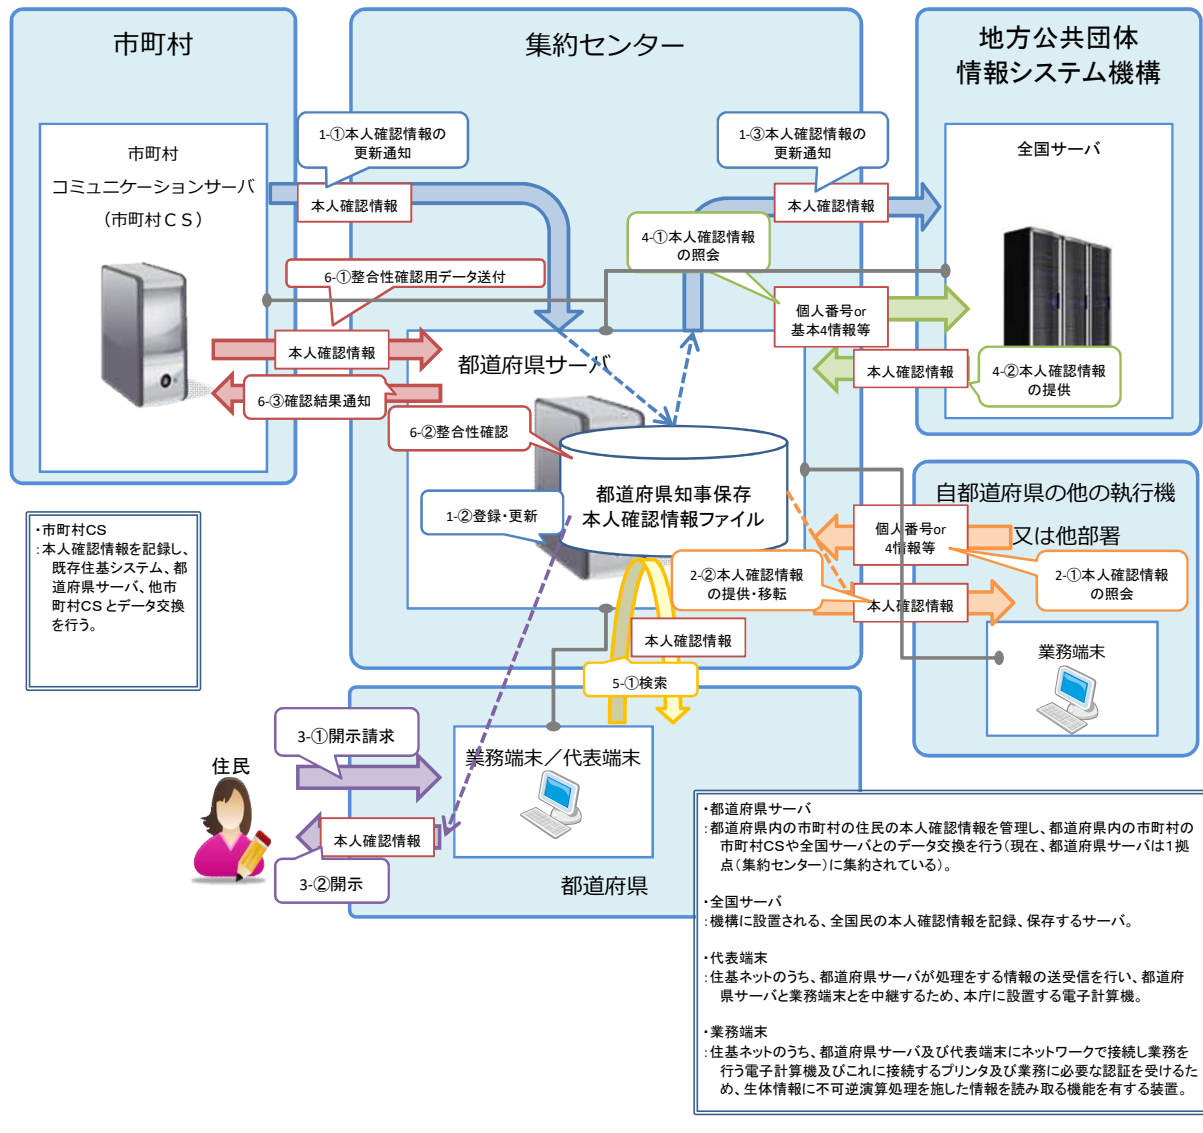 市町村
集約センター
地方公共団体
情報システム機構
市町村
コミュニケーションサーバ
(市町村CS)
1-①本人確認情報の
更新通知
本人確認情報
1-③本人確認情報の
更新通知
本人確認情報
全国サーバ
4-①本人確認情報
の照会
6-①整合性確認用データ送付
個人番号or
基本4情報等
本人確認情報
都道府県サーバ
本人確認情報
4-②本人確認情報
の提供
6-③確認結果通知
6-②整合性確認
都道府県知事保存
本人確認情報ファイル
1-②登録・更新
自都道府県の他の執行機
又は他部署
個人番号or
4情報等
2-②本人確認情報
の提供・移転
2-①本人確認情報
の照会
本人確認情報
業務端末
・市町村CS
:本人確認情報を記録し、
既存住基システム、都
道府県サーバ、他市
町村CSとデータ交換
を行う。
本人確認情報
5-①検索
3-①開示請求
住民
業務端末/代表端末
本人確認情報
3-②開示
都道府県
・都道府県サーバ
:都道府県内の市町村の住民の本人確認情報を管理し、都道府県内の市町村の
市町村CSや全国サーバとのデータ交換を行う(現在、都道府県サーバは1拠
点(集約センター)に集約されている)。
・全国サーバ
:機構に設置される、全国民の本人確認情報を記録、保存するサーバ。
・代表端末
:住基ネットのうち、都道府県サーバが処理をする情報の送受信を行い、都道府
県サーバと業務端末とを中継するため、本庁に設置する電子計算機。
・業務端末
:住基ネットのうち、都道府県サーバ及び代表端末にネットワークで接続し業務を
行う電子計算機及びこれに接続するプリンタ及び業務に必要な認証を受けるた
め、生体情報に不可逆演算処理を施した情報を読み取る機能を有する装置。